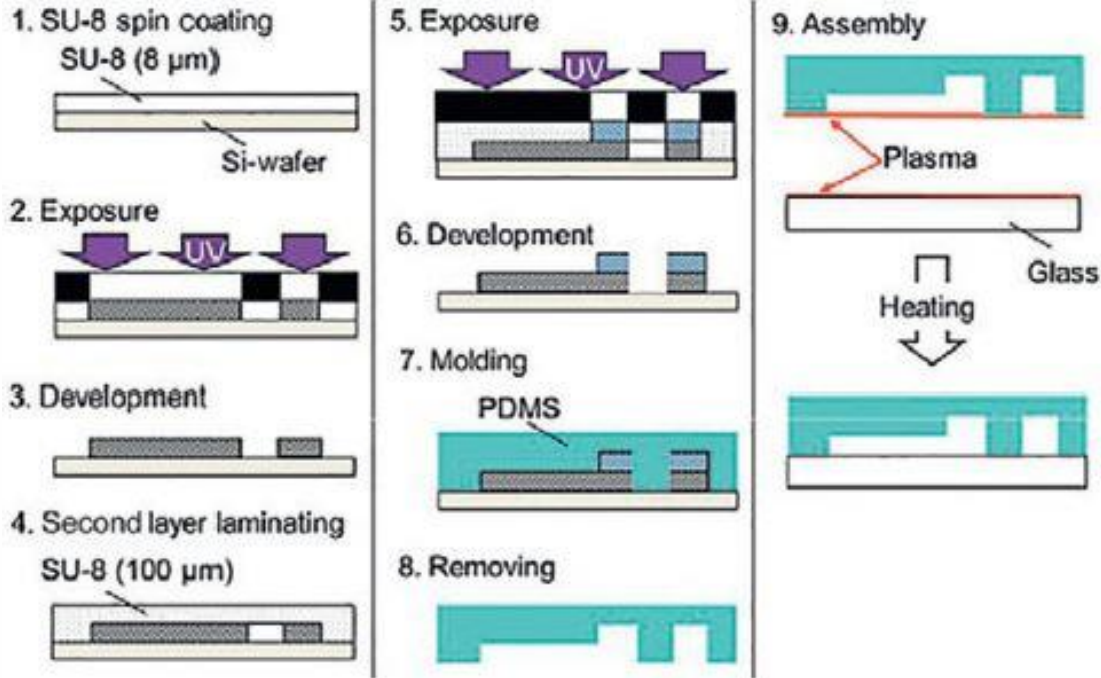 1. SU-8 spin coating
SU-8 (8 µm)
Si-wafer
2. Exposure
UV
3. Development
4. Second layer laminating
SU-8 (100 µm)
5. Exposure
UV
6. Development
7. Molding
PDMS
8. Removing
9. Assembly
Plasma
Glass
Heating